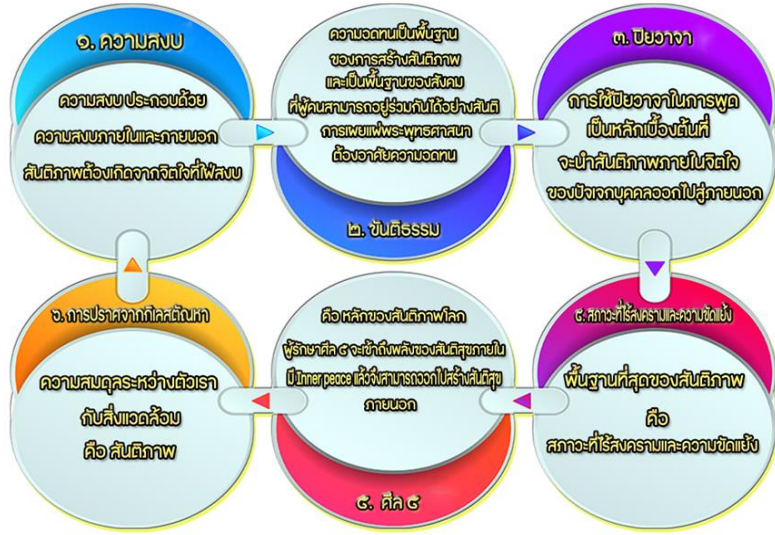 ๑. ความสงบ
ความสงบ ประกอบด้วย
ความสงบภายในและภายนอก
สันติภาพต้องเกิดจากจิตใจที่ใฝ่สงบ
ความอดทนเป็นพื้นฐาน
ของการสร้างสันติภาพ
และเป็นพื้นฐานของสังคม
ที่ผู้คนสามารถอยู่ร่วมกันได้อย่างสันติ
การเผยแผ่พระพุทธศาสนา
ต้องอาศัยความอดทน
๒. ขันติธรรม
๓. ปิยวาจา
การใช้ปิยวาจาในการพูด
เป็นหลักเบื้องต้นที่
จะนำสันติภาพภายในจิตใจ
ของปัจเจกบุคคลออกไปสู่ภายนอก
๔. สภาวะที่ไร้สงครามและความขัดแย้ง
พื้นฐานที่สุดของสันติภาพ
คือ
สภาวะที่ไร้สงครามและความขัดแย้ง
คือ หลักของสันติภาพโลก
ผู้รักษาศีล ๕ จะเข้าถึงพลังของสันติสุขภายใน
มี Inner peace แล้วจึงสามารถออกไปสร้างสันติสุข
ภายนอก
๕. ศีล ๕
๖. การปราศจากกิเลสตัณหา
ความสมดุลระหว่างตัวเรา
กับสิ่งแวดล้อม
คือ สันติภาพ